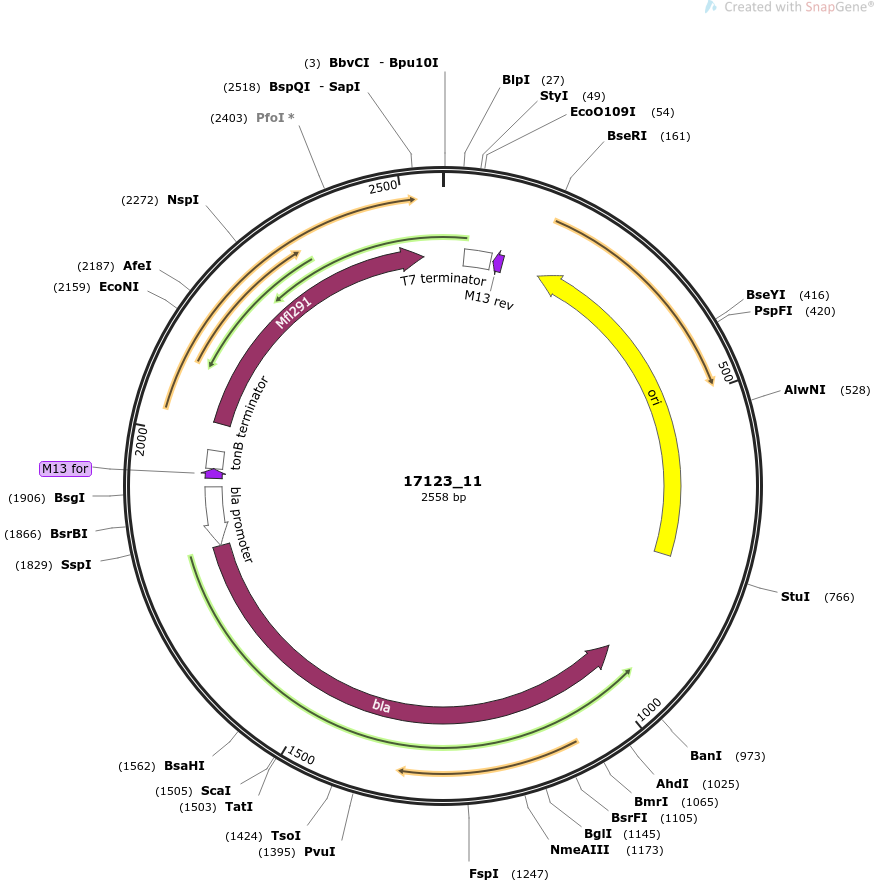 Created with SnapGene®
(3) BbvCI - Bpu10I
(2518) BspQI - SapI
(2403) PfoI *
BlpI (27)
StyI (49)
EcoO109I (54)
BseRI (161)
(2272) NspI
(2187) AfeI
(2159) EcoNI
BseYI (416)
PspFI (420)
AlwNI (528)
StuI (766)
BanI (973)
AhdI (1025)
BmrI (1065)
BsrFI (1105)
BglI (1145)
NmeAIII (1173)
FspI (1247)
(1395) PvuI
(1424) TsoI
(1503) TatI
(1505) ScaI
(1562) BsaHI
(1829) SspI
(1866) BsrBI
(1906) BsgI
M13 for
2500
500
1000
1500
2000
T7 terminator
M13 rev
Mfl291
tonB terminator
bla promoter
ori
bla
17123_11
2558 bp